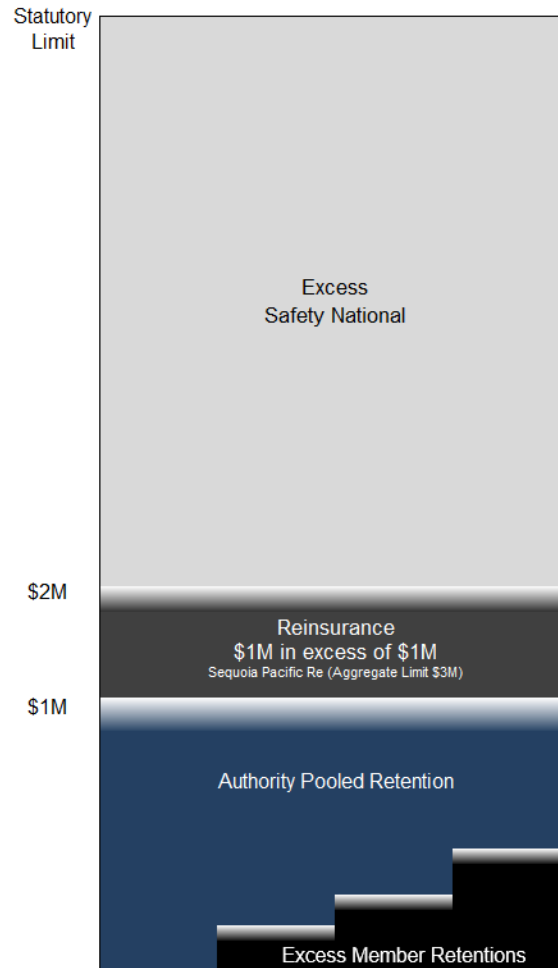 Statutory
Limit
Excess
Safety National
$2M
Reinsurance
$1M in excess of $1M
Sequoia Pacific Re (Aggregate Limit $3M)
$1M
Authority Pooled Retention
Excess Member Retentions